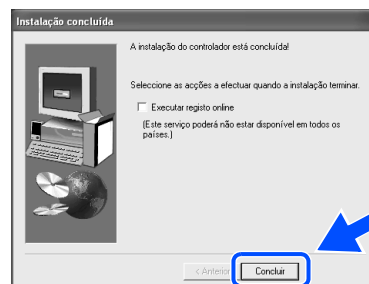 Instalação concluída
A instalação do controlador está concluída!
Seleccione as acções a efectuar quando a instalação terminar.
Executar registo online
(Este serviço poderá não estar disponível em todos os
países.)
< Anterior
Concluir